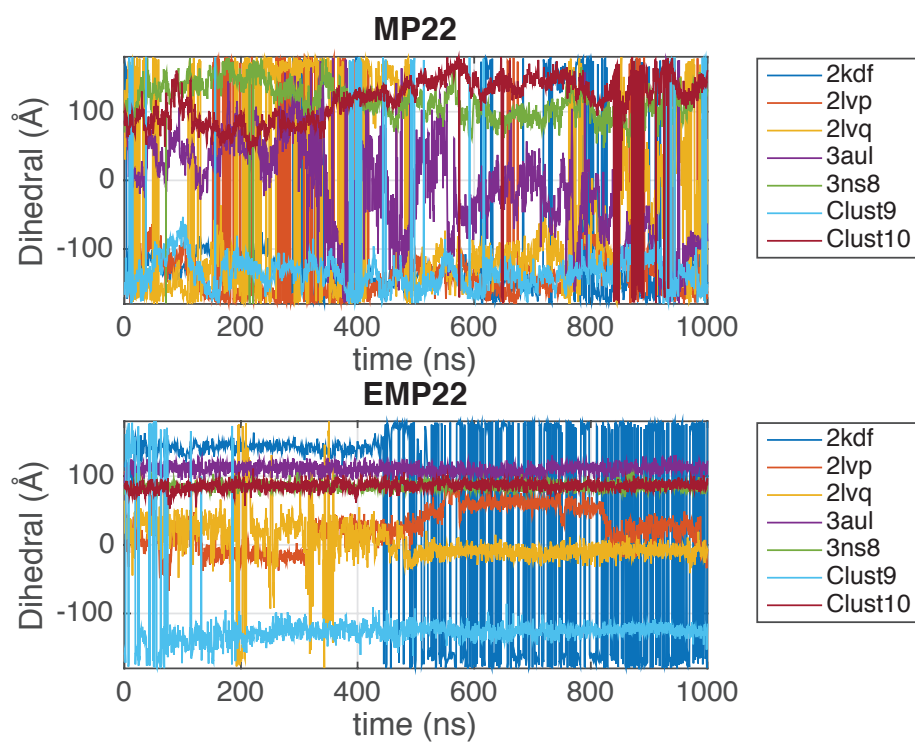 MP22
Dihedral (Å)
100
0
-100
0
200
400
600
800
1000
time (ns)
2kdf
2lvp
2lvq
3aul
3ns8
Clust9
Clust10
EMP22
Dihedral (Å)
100
0
-100
0
200
400
600
800
1000
time (ns)
2kdf
2lvp
2lvq
3aul
3ns8
Clust9
Clust10